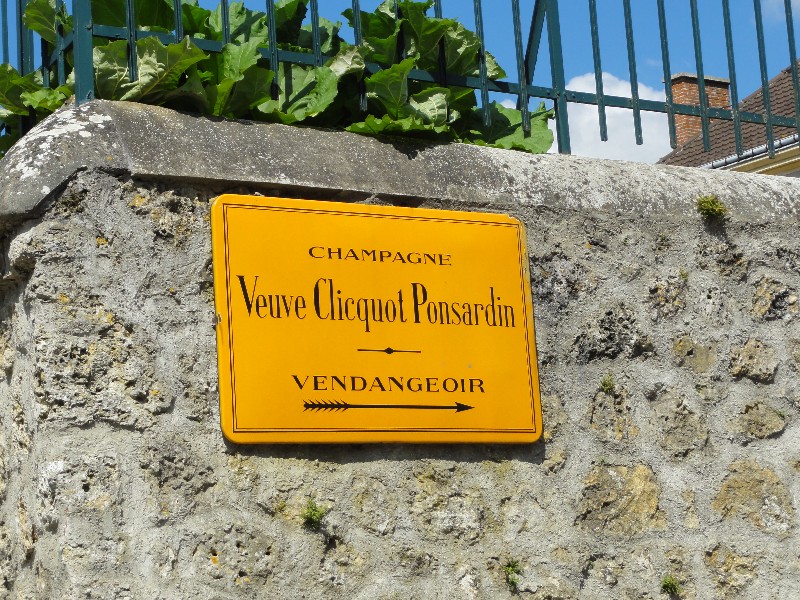 CHAMPAGNE
Veuve Clicquot Ponsardin
VENDANGEOIR